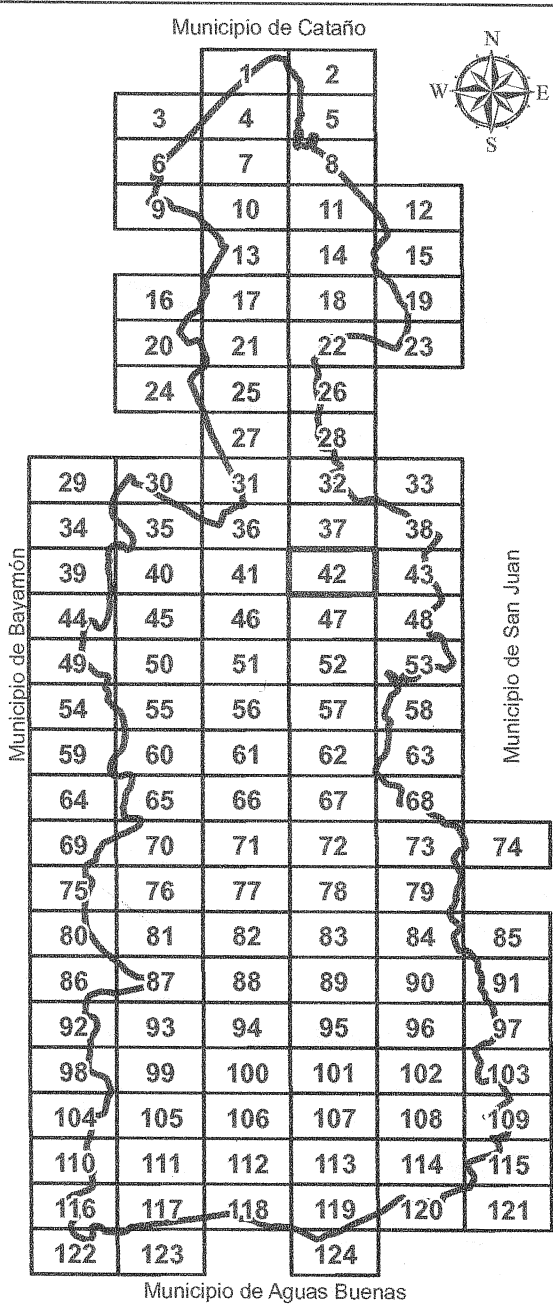 Municipio de Cataño
N
W E
S
1 2
3 4 5
6 7 8
9 10 11 12
13 14 15
16 17 18 19
20 21 22 23
24 25 26
27 28
29 30 31 32 33
34 35 36 37 38
39 40 41 42 43
44 45 46 47 48
49 50 51 52 53
54 55 56 57 58
59 60 61 62 63
64 65 66 67 68
69 70 71 72 73 74
75 76 77 78 79
80 81 82 83 84 85
86 87 88 89 90 91
92 93 94 95 96 97
98 99 100 101 102 103
104 105 106 107 108 109
110 111 112 113 114 115
116 117 118 119 120 121
122 123 124
Municipio de Bayamón
Municipio de San Juan
Municipio de Aguas Buenas